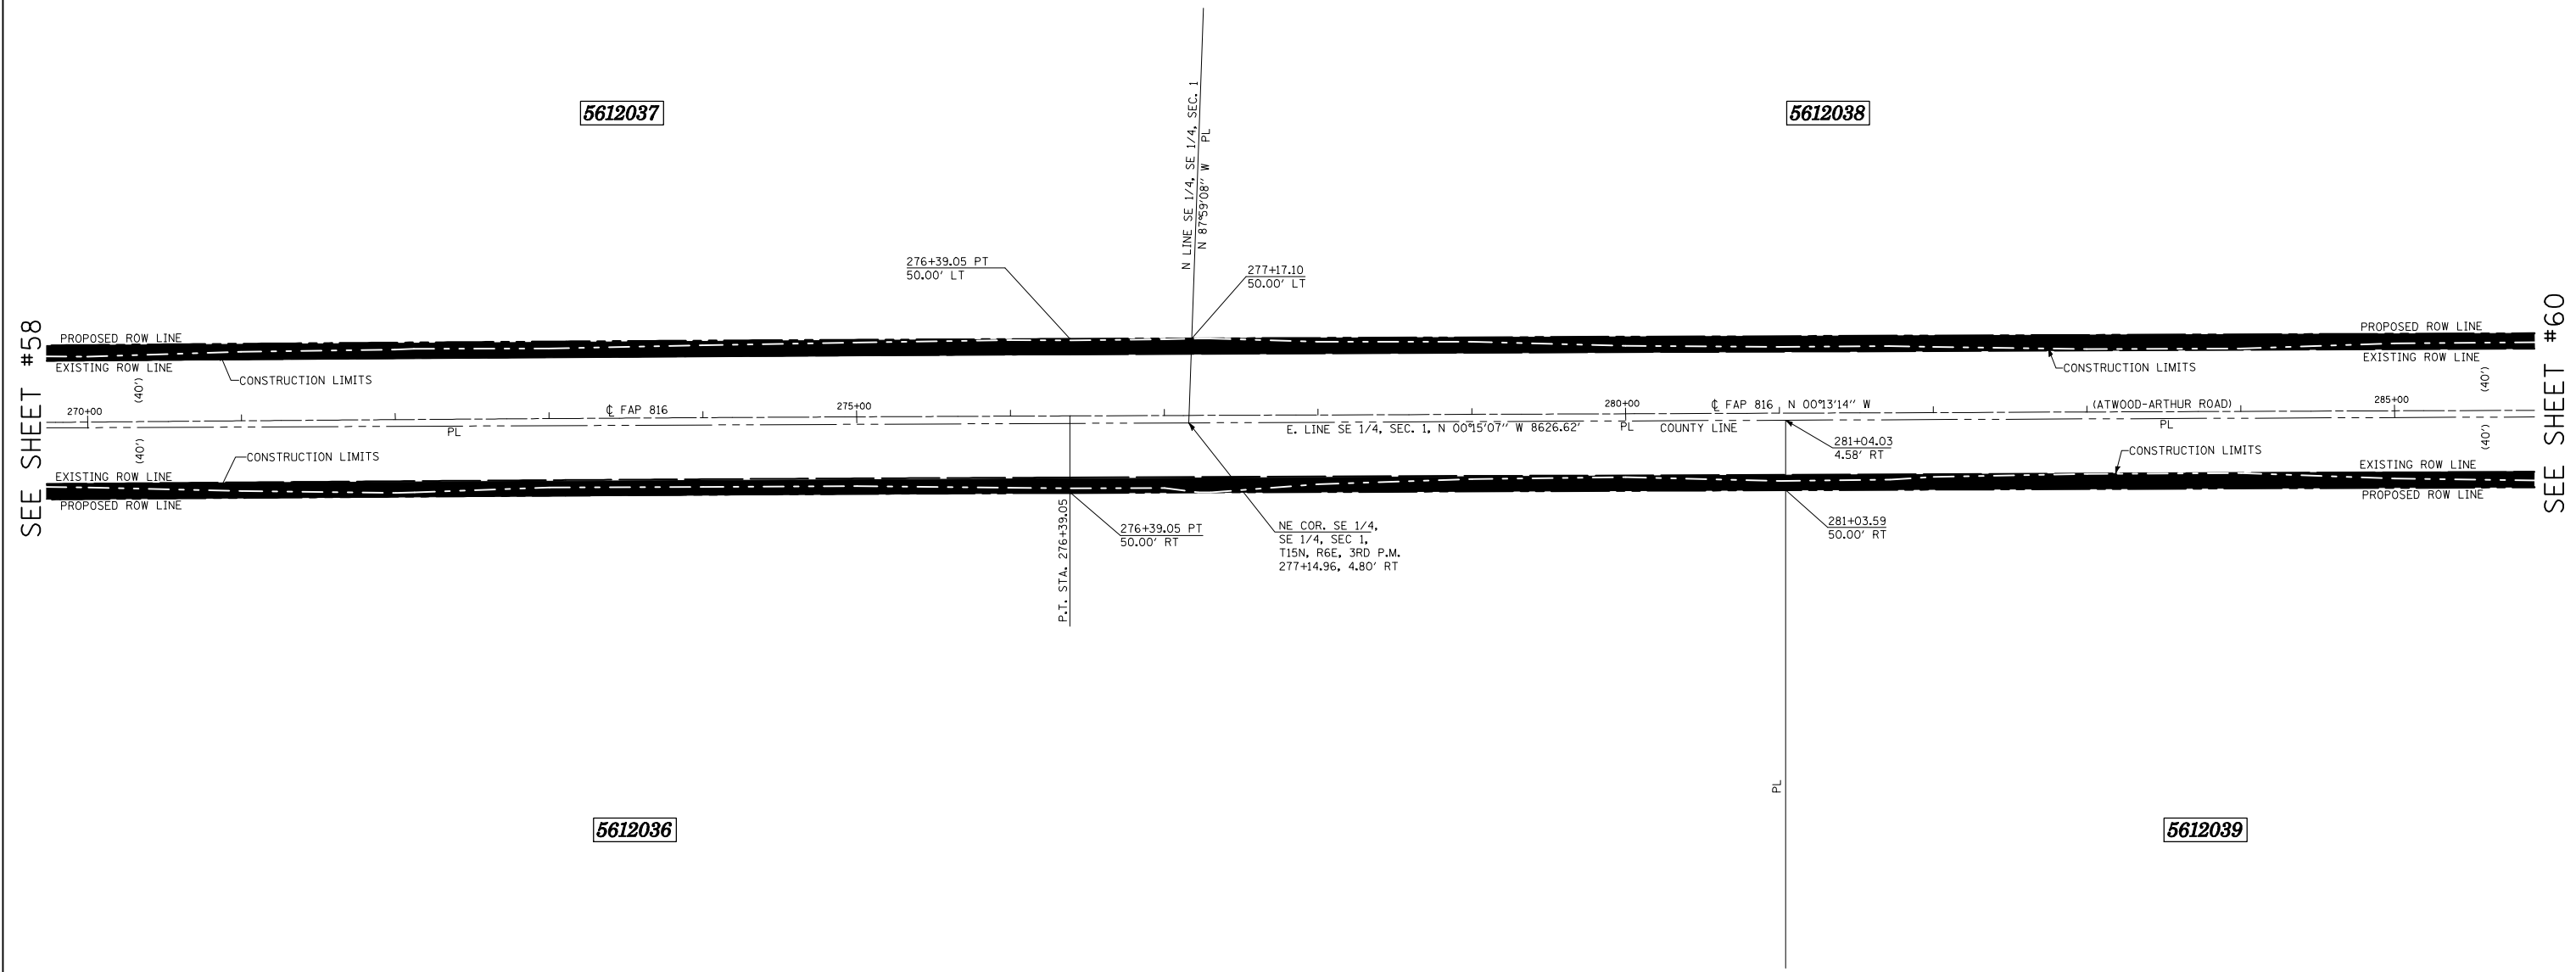 N LINE SE 1/4, SE 1/4, SEC. 1
N 87°59'08'' W PL
5612037
5612038
276+39.05 PT
50.00' LT
277+17.10
50.00' LT
SEE SHEET #58
SEE SHEET #60
PROPOSED ROW LINE
EXISTING ROW LINE
CONSTRUCTION LIMITS
(40')
PROPOSED ROW LINE
EXISTING ROW LINE
CONSTRUCTION LIMITS
(40')
270+00
℄ FAP 816
275+00
280+00
℄ FAP 816 N 00°13'14'' W
(ATWOOD-ARTHUR ROAD)
285+00
PL
E. LINE SE 1/4, SEC. 1, N 00°15'07'' W 8626.62'
PL
COUNTY LINE
PL
281+04.03
4.58' RT
(40')
CONSTRUCTION LIMITS
EXISTING ROW LINE
PROPOSED ROW LINE
(40')
CONSTRUCTION LIMITS
EXISTING ROW LINE
PROPOSED ROW LINE
P.T. STA. 276+39.05
276+39.05 PT
50.00' RT
NE COR. SE 1/4,
SE 1/4, SEC 1,
T15N, R6E, 3RD P.M.
277+14.96, 4.80' RT
281+03.59
50.00' RT
PL
5612036
5612039